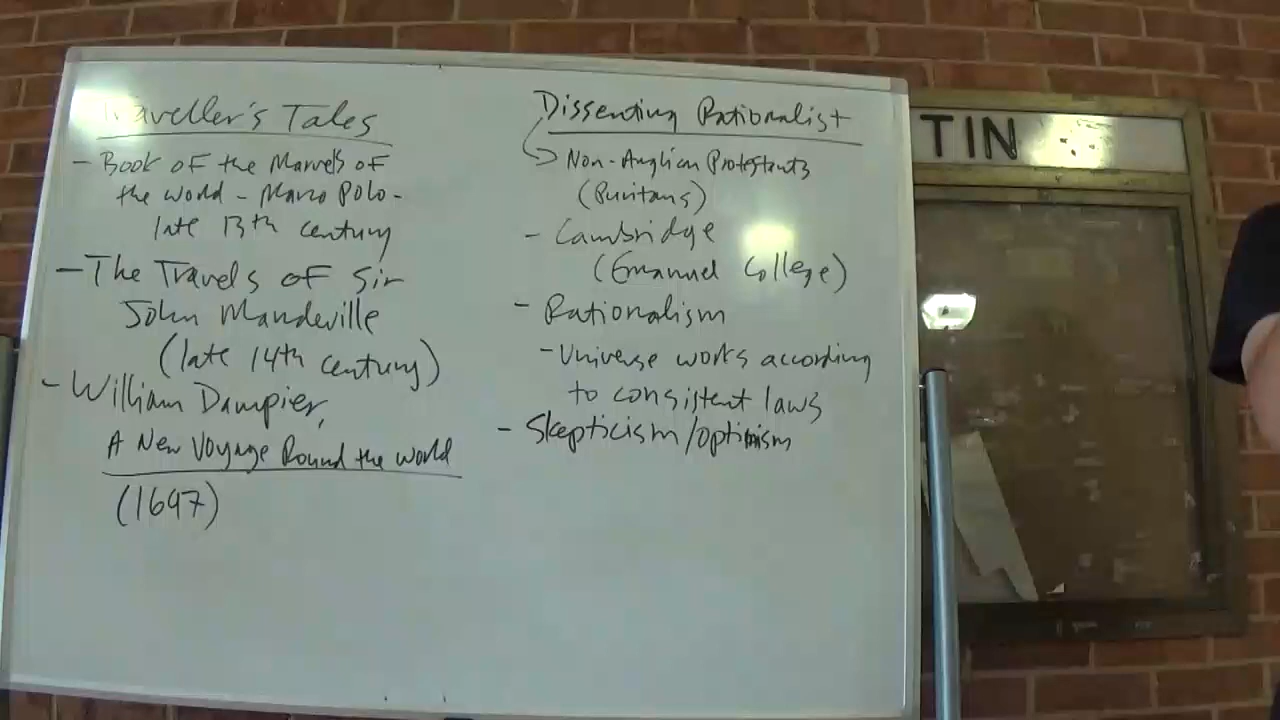 Traveller's Tales
- Book of the Marvels of
the world - Marco Polo -
late 13th century
- The Travels of Sir
John Mandeville
(late 14th century)
- William Dampier,
A New Voyage Round the world
(1697)
Dissenting Rationalist
Non-Anglican Protestants
(Puritans)
- Cambridge
(Emanuel College)
- Rationalism
- Universe works according
to consistent laws
- Skepticism/optimism
TIN